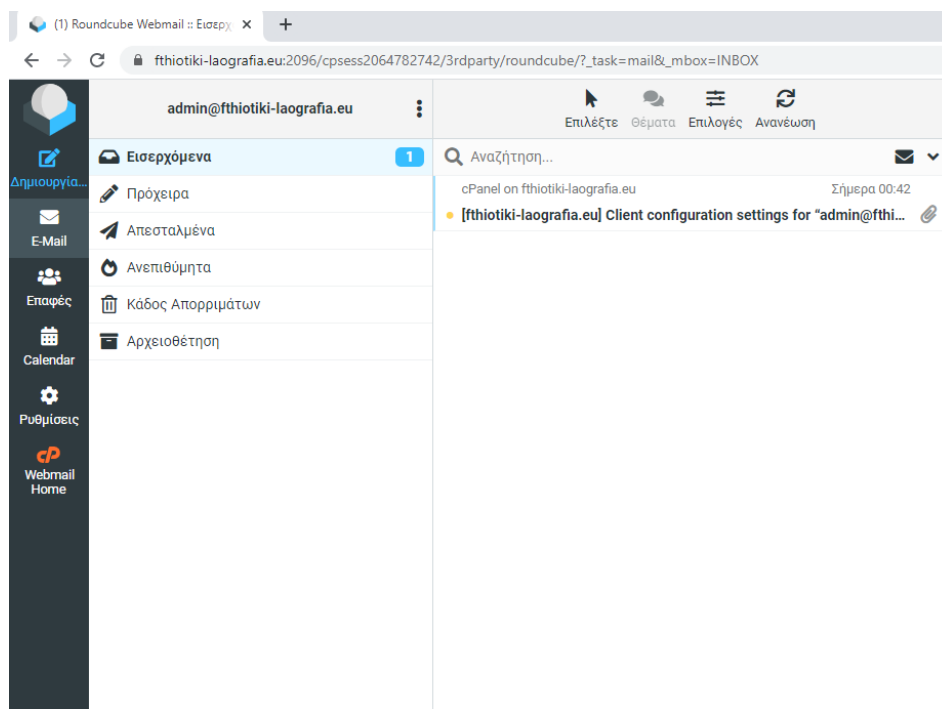 (1) Roundcube Webmail :: Εισερχ
fthiotiki-laografia.eu:2096/cpsess2064782742/3rdparty/roundcube/?_task=mail&_mbox=INBOX
admin@fthiotiki-laografia.eu
Επιλέξτε Θέματα Επιλογές Ανανέωση
Δημιουργία...
E-Mail
Επαφές
Calendar
Ρυθμίσεις
cP
Webmail
Home
Εισερχόμενα 1
Πρόχειρα
Απεσταλμένα
Ανεπιθύμητα
Κάδος Απορριμάτων
Αρχειοθέτηση
Αναζήτηση...
cPanel on fthiotiki-laografia.eu Σήμερα 00:42
[fthiotiki-laografia.eu] Client configuration settings for “admin@fthi...